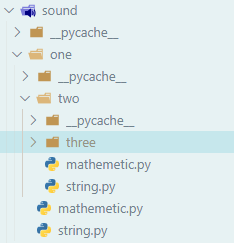 sound
__pycache__
one
__pycache__
two
__pycache__
three
mathemetic.py
string.py
mathemetic.py
string.py